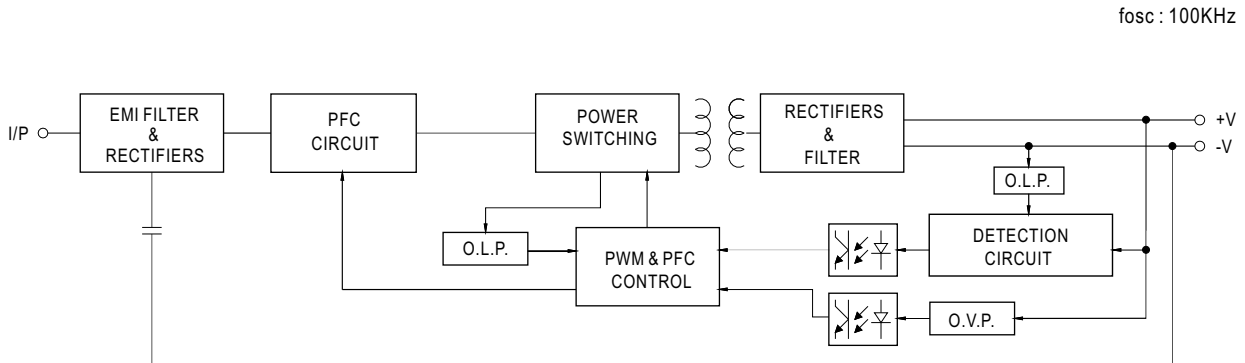 fosc : 100KHz
I/P
EMI FILTER
&
RECTIFIERS
PFC
CIRCUIT
POWER
SWITCHING
RECTIFIERS
&
FILTER
+V
-V
O.L.P.
O.L.P.
PWM & PFC
CONTROL
DETECTION
CIRCUIT
O.V.P.